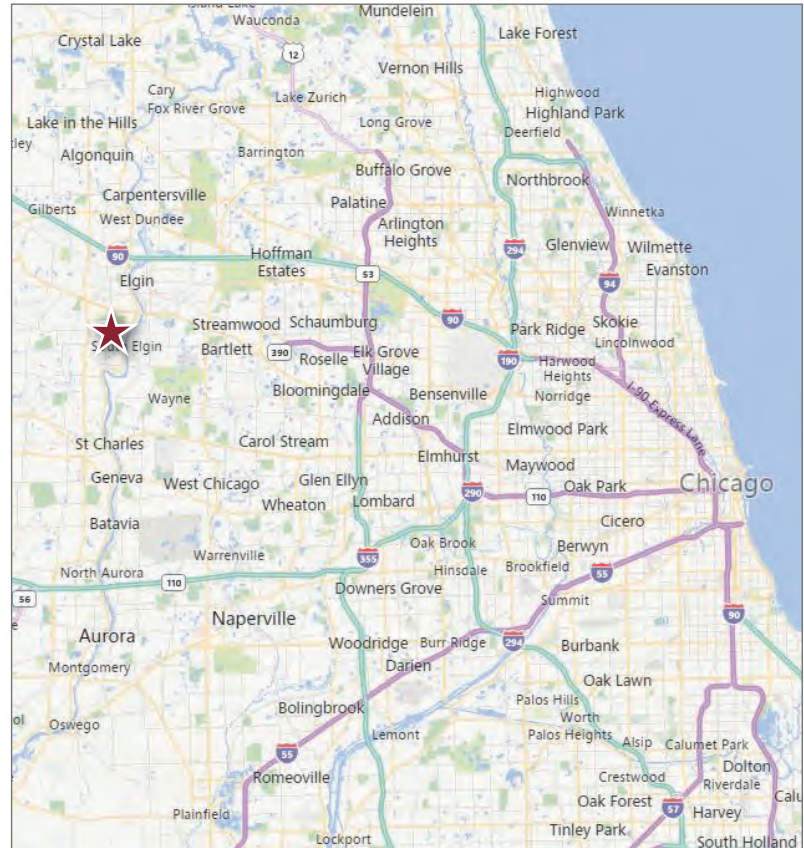 Island Lake
Mundelein
Wauconda
Lake Forest
Crystal Lake
12
Vernon Hills
Cary
Highwood
Fox River Grove
Lake Zurich
Highland Park
Lake in the Hills
Long Grove
Deerfield
ley
Algonquin
Barrington
Buffalo Grove
Northbrook
Carpentersville
Palatine
Gilberts
West Dundee
Winnetka
Arlington
Heights
Glenview
Wilmette
90
Hoffman
Estates
294
Evanston
53
Elgin
94
90
Streamwood
Schaumburg
Park Ridge
Skokie
South Elgin
Bartlett
390
Roselle
Elk Grove
Village
190
Lincolnwood
Harwood
Heights
Bloomingdale
Bensenville
Norridge
Wayne
I-90 Express Lane
Addison
Elmwood Park
St Charles
Carol Stream
Elmhurst
Maywood
Geneva
West Chicago
Glen Ellyn
290
110
Oak Park
Chicago
Wheaton
Lombard
Batavia
Cicero
Oak Brook
Berwyn
Warrenville
355
Hinsdale
Brookfield
55
North Aurora
110
Downers Grove
56
Summit
e
Naperville
90
Aurora
Woodridge
Burr Ridge
294
Burbank
Darien
Montgomery
Oak Lawn
Palos Hills
Bolingbrook
Worth
ol
Oswego
Lemont
Palos Heights
Alsip
Calumet Park
55
Dolton
Romeoville
Crestwood
Riverdale
Oak Forest
57
Calu
Plainfield
Harvey
Tinley Park
Lockport
South Holland